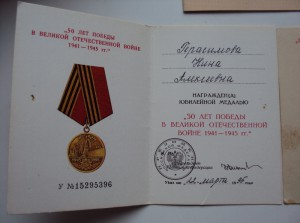 "50 ЛЕТ ПОБЕДЫ
В ВЕЛИКОЙ ОТЕЧЕСТВЕННОЙ ВОЙНЕ
1941—1945 гг."
У №15295396
Герасимова
Нина
Алексеевна
НАГРАЖДЕН(А)
ЮБИЛЕЙНОЙ МЕДАЛЬЮ
"50 ЛЕТ ПОБЕДЫ
В ВЕЛИКОЙ ОТЕЧЕСТВЕННОЙ
ВОЙНЕ 1941—1945 гг."
марта